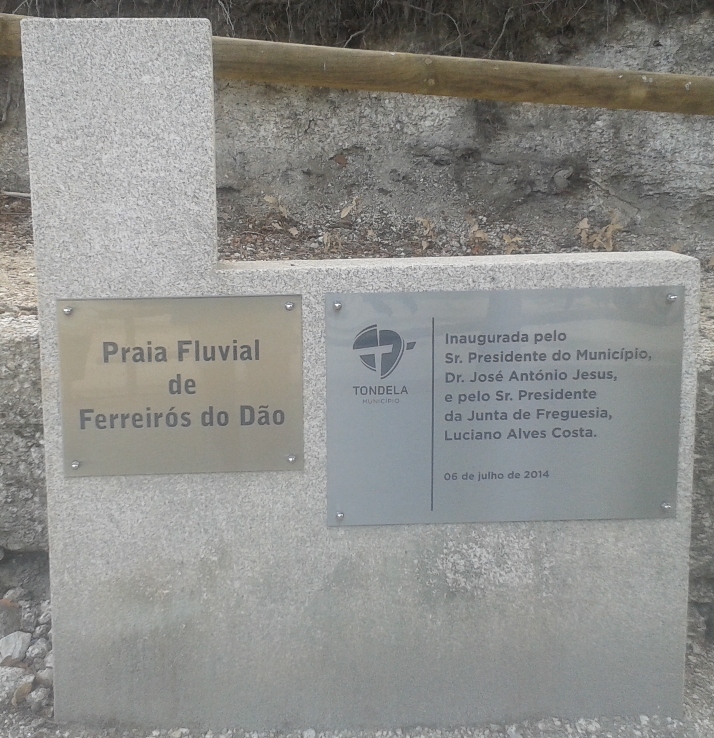 Praia Fluvial
de
Ferreirós do Dão
TONDELA
MUNICÍPIO
Inaugurada pelo
Sr. Presidente do Município,
Dr. José António Jesus,
e pelo Sr. Presidente
da Junta de Freguesia,
Luciano Alves Costa.
06 de julho de 2014